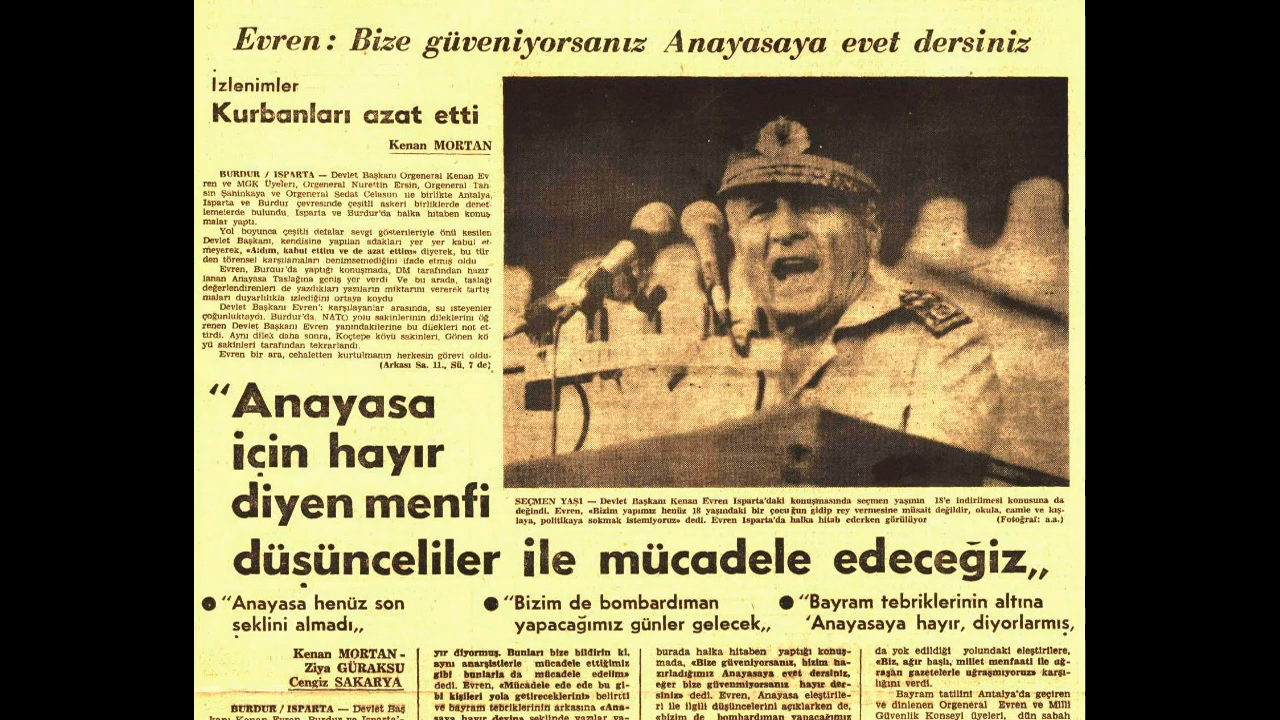 Evren: Bize güveniyorsanız Anayasaya evet dersiniz
İzlenimler
Kurbanları azat etti
Kenan MORTAN
BURDUR / ISPARTA — Devlet Başkanı Orgeneral Kenan Ev
ren ve MGK Üyeleri, Orgeneral Nurettin Ersin, Orgeneral Tah-
sin Şahinkaya ve Orgeneral Sedat Celasun ile birlikte Antalya,
Isparta ve Burdur çevresinde çeşitli askeri birliklerde denet-
lemelerde bulundu. Isparta ve Burdur'da halka hitaben konuş-
malar yaptı.
Yol boyunca çeşitli defalar sevgi gösterileriyle önü kesilen
Devlet Başkanı, kendisine yapılan adakları yer yer kabul et-
meyerek, «Aldım, kabul ettim ve de azat ettim» diyerek, bu tür
den törensel karşılamaları benimsemediğini ifade etmiş oldu
Evren, Burdur'da yaptığı konuşmada, DM tarafından hazır
lanan Anayasa Taslağına geniş yer verdi. Ve bu arada, taslağı
değerlendirenleri de yazdıkları yazıların miktarını vererek tartış
maları duyarlılıkla izlediğini ortaya koydu
Devlet Başkanı Evren'i karşılayanlar arasında, su isteyenler
çoğunluktaydı. Burdur'da, NATO yolu sakinlerinin dileklerini öğ
renen Devlet Başkanı Evren yanındakilerine bu dilekleri not et-
tirdi. Aynı dilek daha sonra, Koçtepe köyü sakinleri, Gönen kö
yü sakinleri tarafından tekrarlandı.
Evren bir ara, cehaletten kurtulmanın herkesin görevi oldu-
(Arkası Sa. 11., Sü. 7 de)
"Anayasa
için hayır
diyen menfi
düşünceliler ile mücadele edeceğiz,,
SEÇMEN YAŞI — Devlet Başkanı Kenan Evren Isparta'daki konuşmasında seçmen yaşının 18'e indirilmesi konusuna da
değindi. Evren, «Bizim yapımız henüz 18 yaşındaki bir çocuğun gidip rey vermesine müsait değildir, okula, camie ve kış-
laya, politikaya sokmak istemiyoruz» dedi. Evren Isparta'da halka hitab ederken görülüyor (Fotoğraf: a.a.)
● "Anayasa henüz son
şeklini almadı,,
● "Bizim de bombardıman
yapacağımız günler gelecek,,
● "Bayram tebriklerinin altına
'Anayasaya hayır, diyorlarmış,
Kenan MORTAN-
Ziya GÜRAKSU
Cengiz SAKARYA
BURDUR / ISPARTA — Devlet Baş
kanı Kenan Evren, Burdur ve Isparta'-
yır diyormuş. Bunları bize bildirin ki,
aynı anarşistlerle mücadele ettiğimiz
gibi bunlarla da mücadele edelim»
dedi. Evren, «Mücadele ede ede bu gi-
bi kişileri yola getireceklerini» belirtti
ve bayram tebriklerinin arkasına «Ana-
yasaya hayır deyin» şeklinde yazılar ya-
burada halka hitaben yaptığı konuş-
mada, «Bize güveniyorsanız, bizim ha-
zırladığımız Anayasaya evet dersiniz,
eğer bize güvenmiyorsanız hayır der-
siniz» dedi. Evren, Anayasa eleştirile-
ri ile ilgili düşüncelerini açıklarken de,
«bizim de bombardıman yapacağımız
da yok edildiği yolundaki eleştirilere,
«Biz, ağır başlı, millet menfaati ile uğ-
raşan gazetelerle uğraşmıyoruz» karşı-
lığını verdi.
Bayram tatilini Antalya'da geçiren
ve dinlenen Orgeneral Evren ve Milli
Güvenlik Konseyi üyeleri, dün sabah